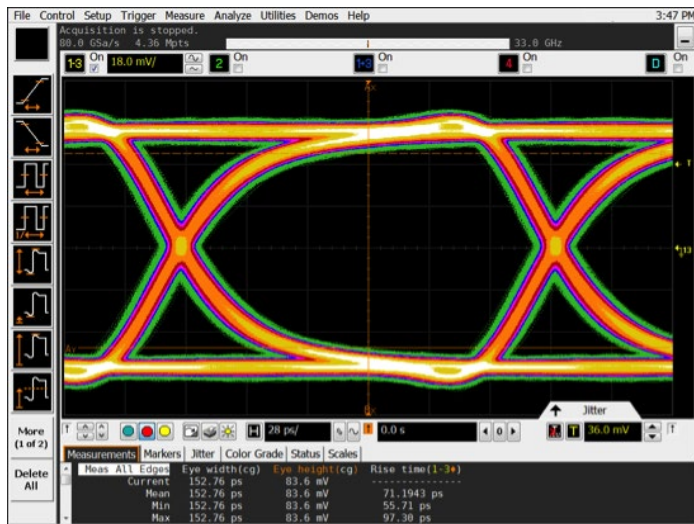 File Control Setup Trigger Measure Analyze Utilities Demos Help 3:47 PM
Acquisition is stopped.
80.0 GSa/s 4.36 Mpts 33.0 GHz
1-3 On 18.0 mV/ 2 On 1-3 On 4 On D On
Ax
T
13
Ay
Bx
Jitter
More
(1 of 2)
H 28 ps/ 0.0 s T 36.0 mV
Measurements Markers Jitter Color Grade Status Scales
Delete
All
Meas All Edges Eye width(cg) Eye height(cg) Rise time(1-3♦)
Current 152.76 ps 83.6 mV ---------------
Mean 152.76 ps 83.6 mV 71.1943 ps
Min 152.76 ps 83.6 mV 55.71 ps
Max 152.76 ps 83.6 mV 97.30 ps